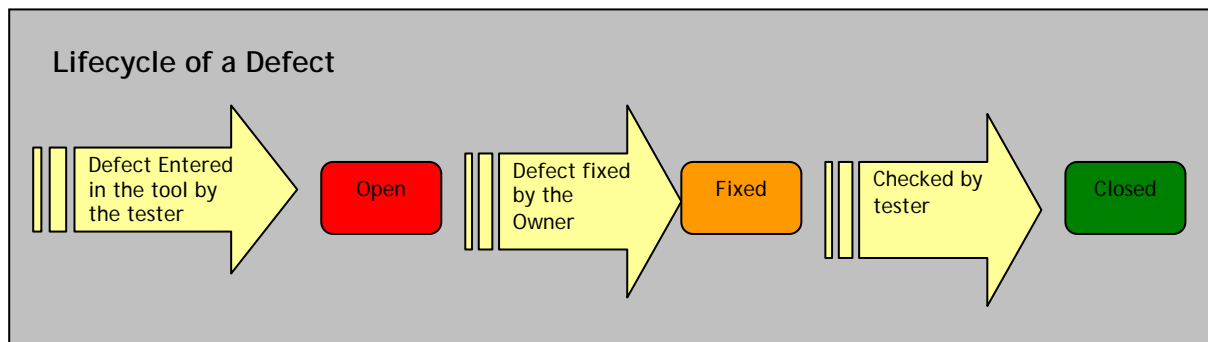 Lifecycle of a Defect
Defect Entered
in the tool by
the tester
Open
Defect fixed
by the
Owner
Fixed
Checked by
tester
Closed